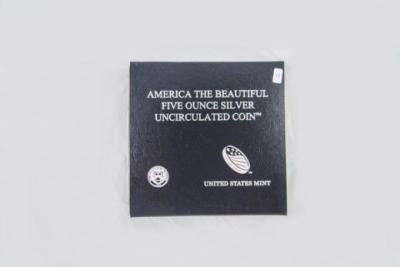 AMERICA THE BEAUTIFUL
FIVE OUNCE SILVER
UNCIRCULATED COIN™
UNITED STATES MINT